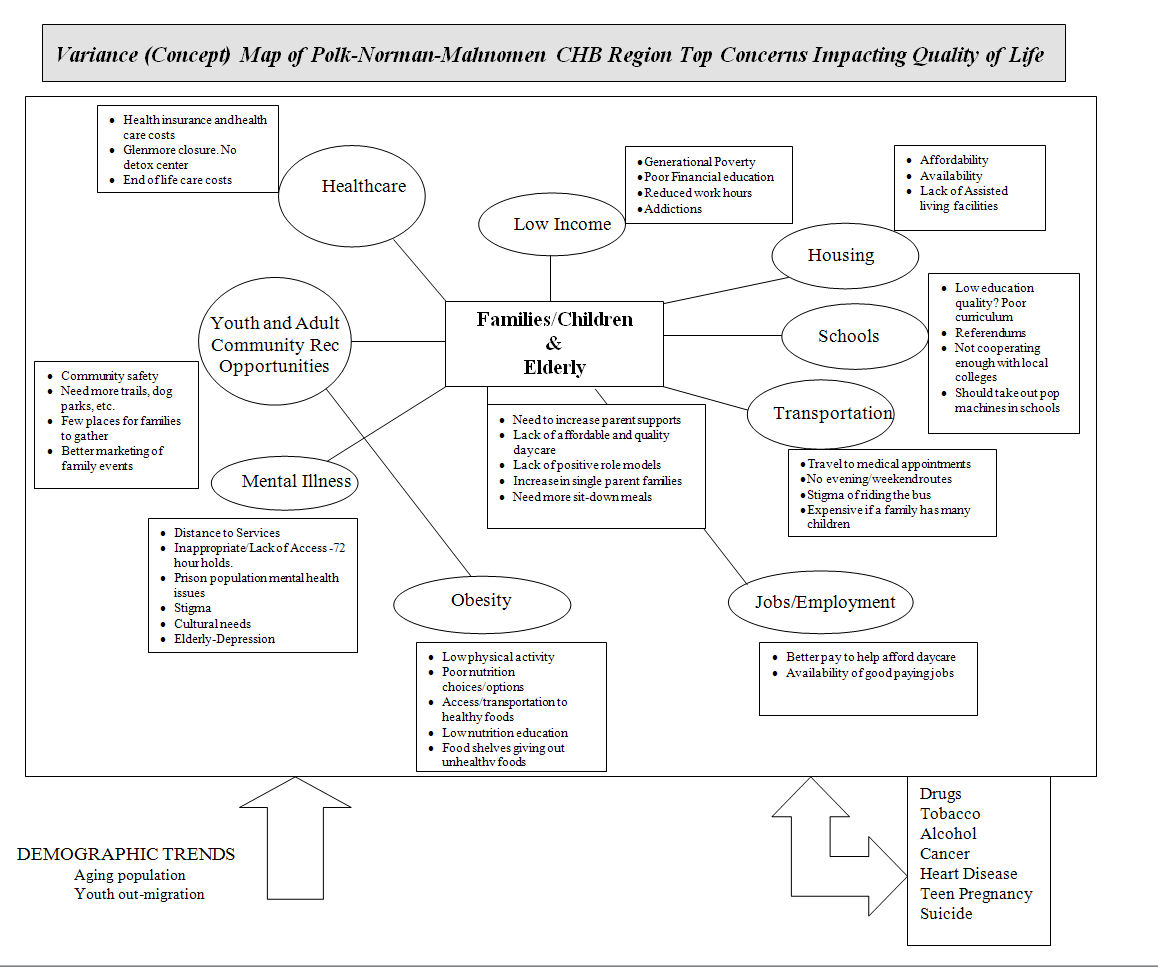 Variance (Concept) Map of Polk-Norman-Mahnomen CHB Region Top Concerns Impacting Quality of Life
• Health insurance and health
care costs
• Glenmore closure. No
detox center
• End of life care costs
Healthcare
• Generational Poverty
• Poor Financial education
• Reduced work hours
• Addictions
Low Income
• Affordability
• Availability
• Lack of Assisted
living facilities
Housing
Youth and Adult
Community Rec
Opportunities
Families/Children
&
Elderly
Schools
• Low education
quality? Poor
curriculum
• Referendums
• Not cooperating
enough with local
colleges
• Should take out pop
machines in schools
• Community safety
• Need more trails, dog
parks, etc.
• Few places for families
to gather
• Better marketing of
family events
Transportation
• Need to increase parent supports
• Lack of affordable and quality
daycare
• Lack of positive role models
• Increase in single parent families
• Need more sit-down meals
• Travel to medical appointments
• No evening/weekend routes
• Stigma of riding the bus
• Expensive if a family has many
children
Mental Illness
• Distance to Services
• Inappropriate/Lack of Access -72
hour holds.
• Prison population mental health
issues
• Stigma
• Cultural needs
• Elderly-Depression
Obesity
Jobs/Employment
• Low physical activity
• Poor nutrition
choices/options
• Access/transportation to
healthy foods
• Low nutrition education
• Food shelves giving out
unhealthy foods
• Better pay to help afford daycare
• Availability of good paying jobs
DEMOGRAPHIC TRENDS
Aging population
Youth out-migration
Drugs
Tobacco
Alcohol
Cancer
Heart Disease
Teen Pregnancy
Suicide